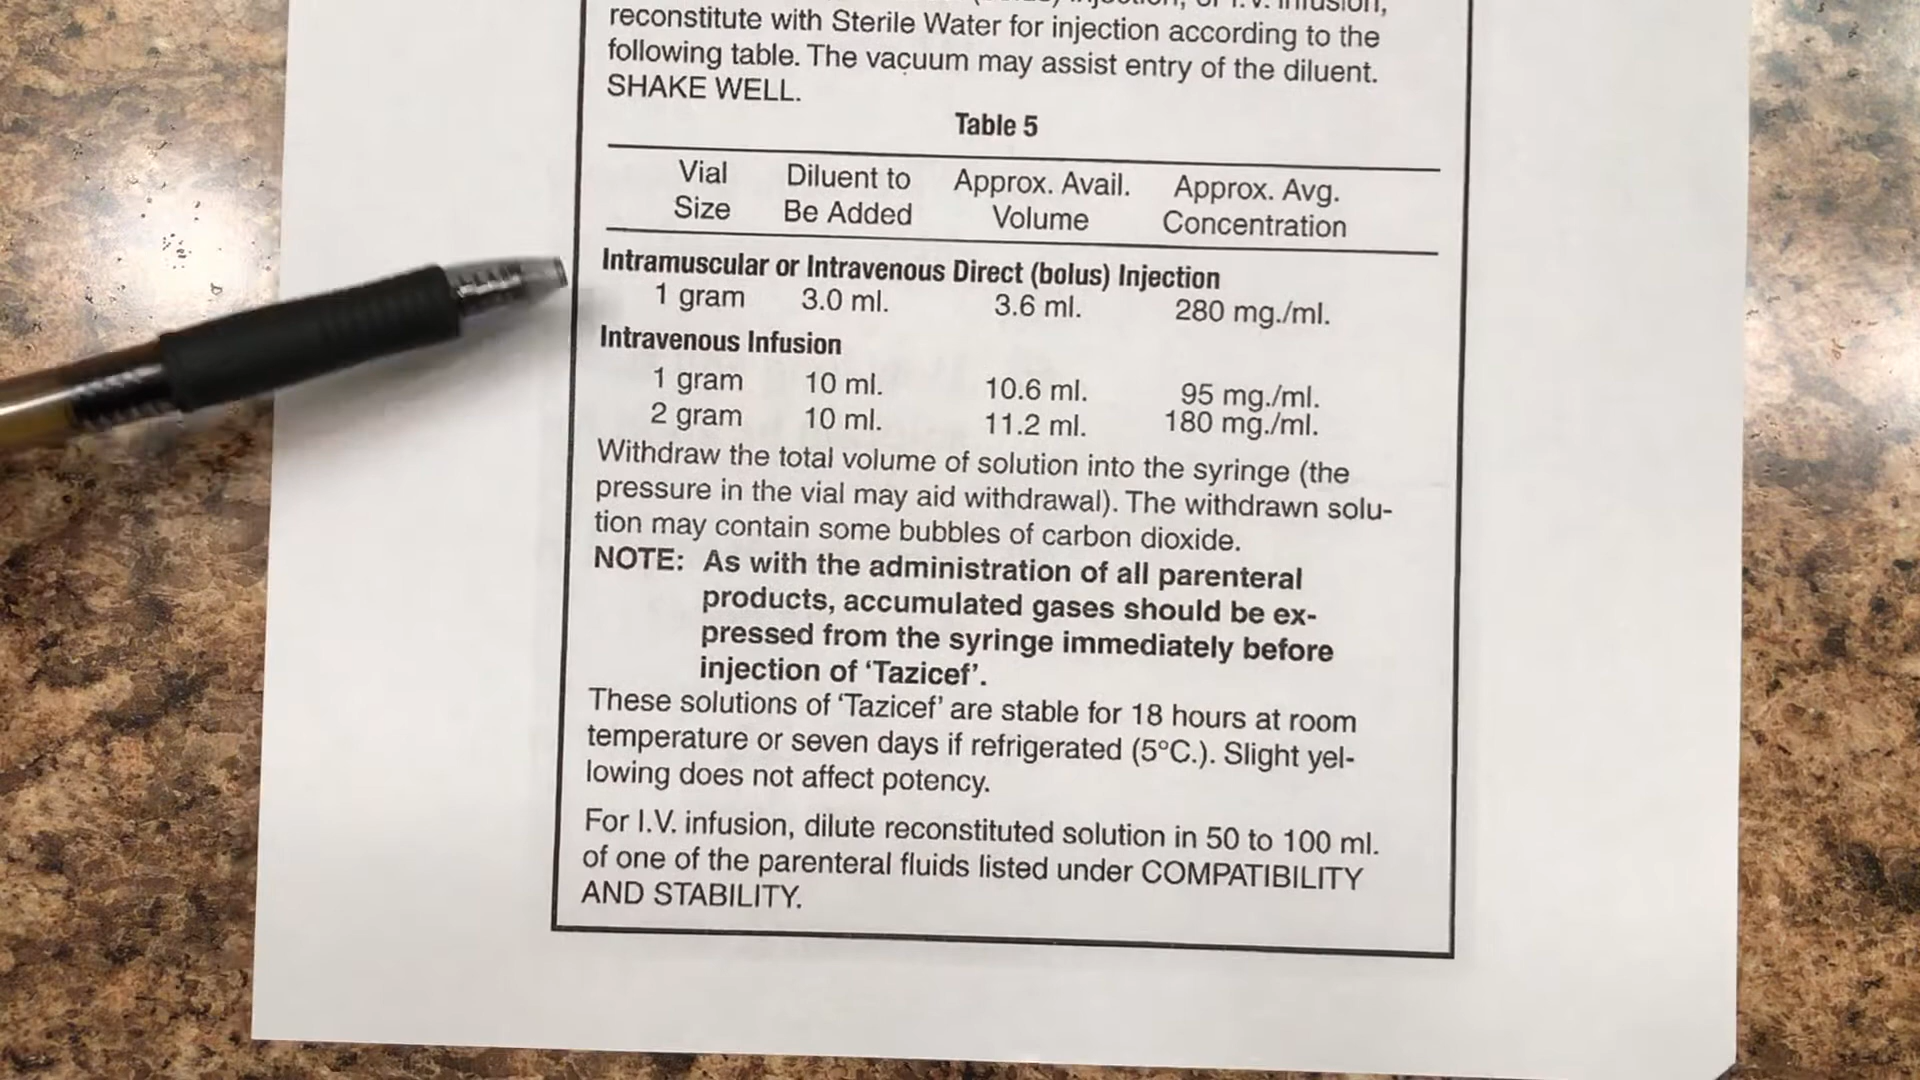 (bolus) injection, or I.V. infusion,
reconstitute with Sterile Water for injection according to the
following table. The vacuum may assist entry of the diluent.
SHAKE WELL.
Table 5
Vial Size Diluent to Be Added Approx. Avail. Volume Approx. Avg. Concentration
Intramuscular or Intravenous Direct (bolus) Injection
1 gram 3.0 ml. 3.6 ml. 280 mg./ml.
Intravenous Infusion
1 gram 10 ml. 10.6 ml. 95 mg./ml.
2 gram 10 ml. 11.2 ml. 180 mg./ml.
Withdraw the total volume of solution into the syringe (the
pressure in the vial may aid withdrawal). The withdrawn solu-
tion may contain some bubbles of carbon dioxide.
NOTE: As with the administration of all parenteral
products, accumulated gases should be ex-
pressed from the syringe immediately before
injection of ‘Tazicef’.
These solutions of ‘Tazicef’ are stable for 18 hours at room
temperature or seven days if refrigerated (5°C.). Slight yel-
lowing does not affect potency.
For I.V. infusion, dilute reconstituted solution in 50 to 100 ml.
of one of the parenteral fluids listed under COMPATIBILITY
AND STABILITY.